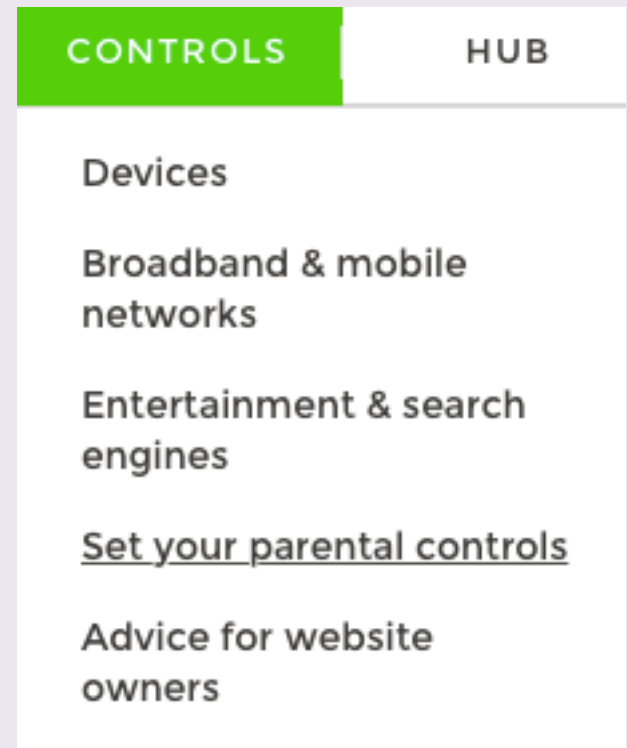 CONTROLS HUB
Devices
Broadband & mobile
networks
Entertainment & search
engines
Set your parental controls
Advice for website
owners